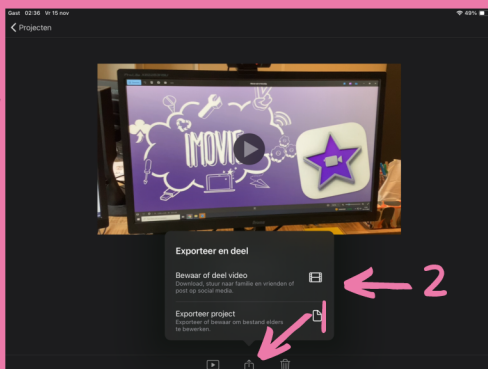 Gast 02:36 Vr 15 nov
49%
Projecten
IMOVIE
Exporteer en deel
Bewaar of deel video
Download, stuur naar familie en vrienden of
post op social media.
2
Exporteer project
Exporteer of bewaar om bestand elders
te bewerken.
1